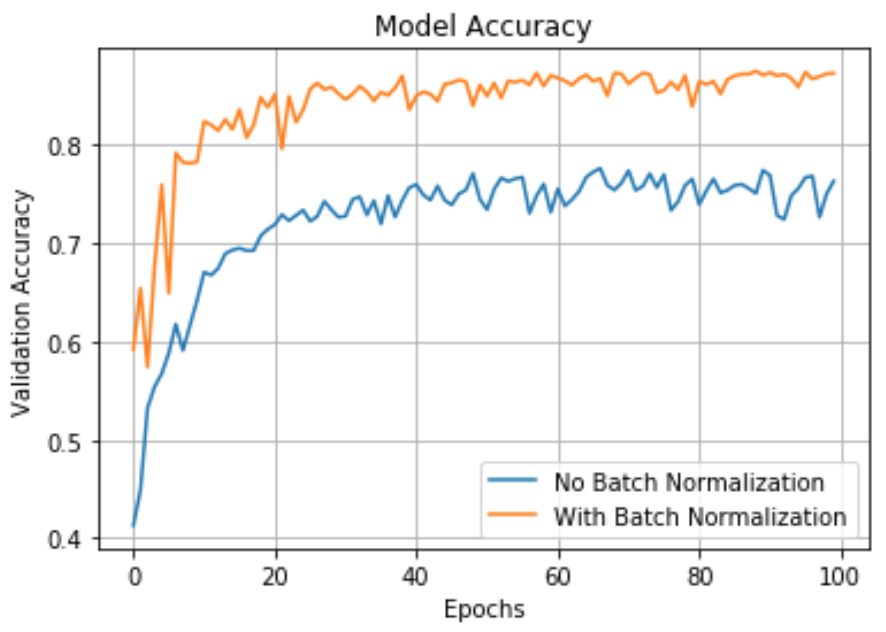 Model Accuracy
Validation Accuracy
0.8
0.7
0.6
0.5
0.4
0 20 40 60 80 100
Epochs
No Batch Normalization
With Batch Normalization